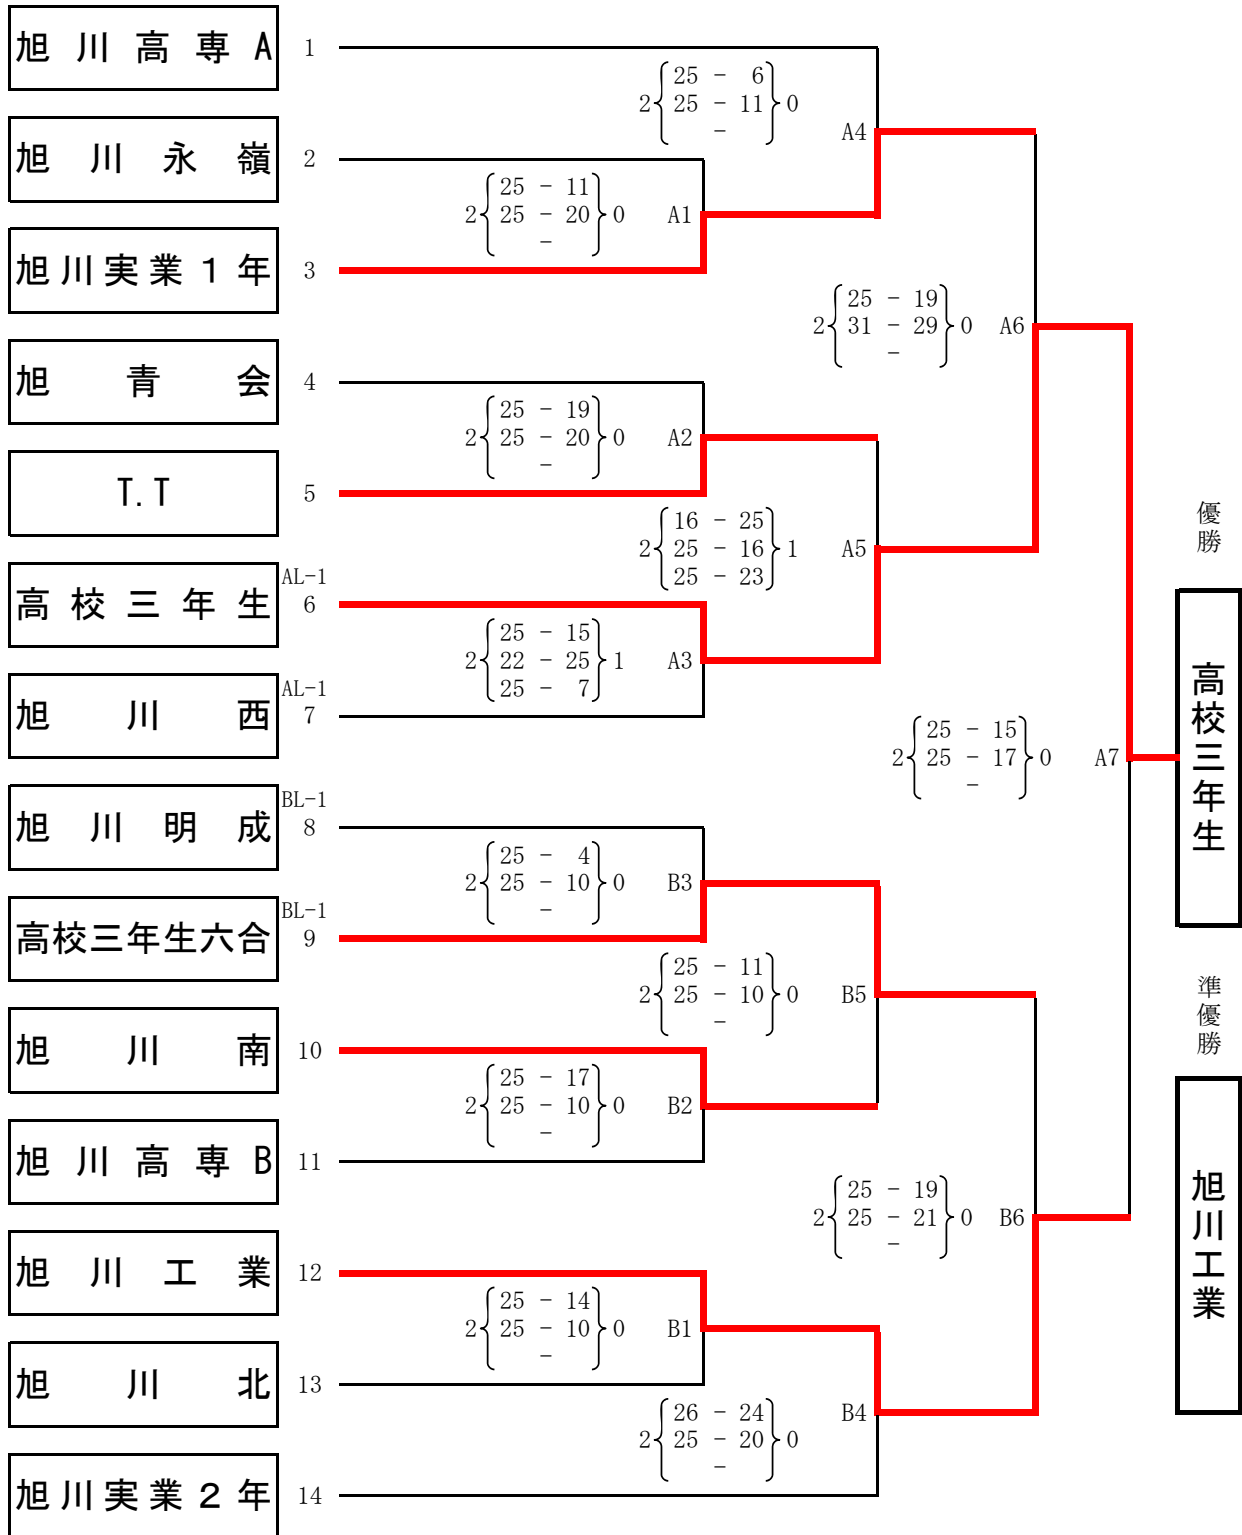 旭川高専A 1
25 - 6
2 25 - 11 0
-
A4
旭川永嶺 2
25 - 11
2 25 - 20 0 A1
-
旭川実業１年 3
25 - 19
2 31 - 29 0 A6
-
旭青会 4
25 - 19
2 25 - 20 0 A2
-
T.T 5
16 - 25
2 25 - 16 1 A5
25 - 23
優勝
高校三年生
AL-1
高校三年生 6
25 - 15
2 22 - 25 1 A3
25 - 7
AL-1
旭川西 7
25 - 15
2 25 - 17 0 A7
-
BL-1
旭川明成 8
25 - 4
2 25 - 10 0 B3
-
BL-1
高校三年生六合 9
25 - 11
2 25 - 10 0 B5
-
準優勝
旭川工業
旭川南 10
25 - 17
2 25 - 10 0 B2
-
旭川高専B 11
25 - 19
2 25 - 21 0 B6
-
旭川工業 12
25 - 14
2 25 - 10 0 B1
-
旭川北 13
26 - 24 B4
2 25 - 20 0
-
旭川実業２年 14